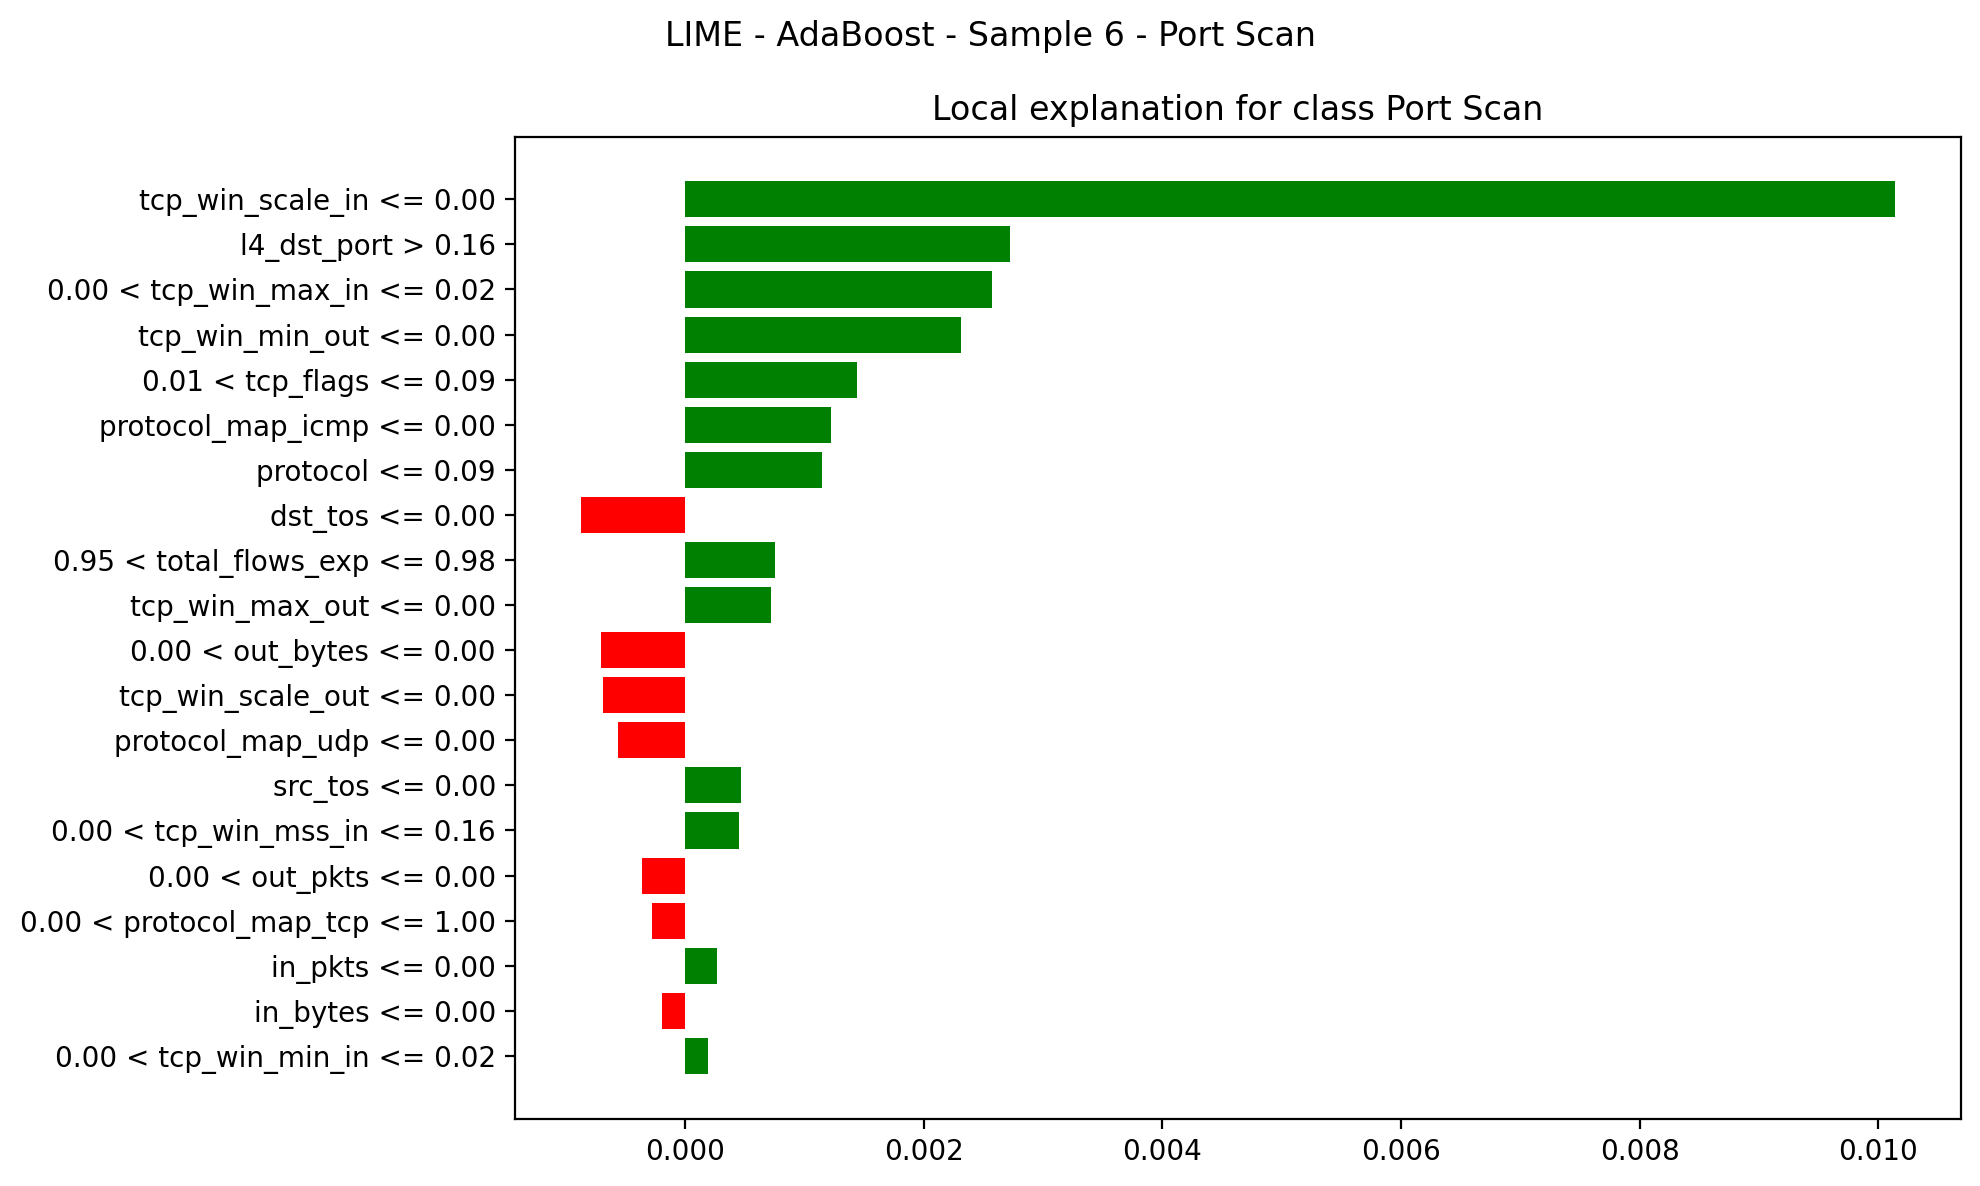 LIME - AdaBoost - Sample 6 - Port Scan
Local explanation for class Port Scan
tcp_win_scale_in <= 0.00
l4_dst_port > 0.16
0.00 < tcp_win_max_in <= 0.02
tcp_win_min_out <= 0.00
0.01 < tcp_flags <= 0.09
protocol_map_icmp <= 0.00
protocol <= 0.09
dst_tos <= 0.00
0.95 < total_flows_exp <= 0.98
tcp_win_max_out <= 0.00
0.00 < out_bytes <= 0.00
tcp_win_scale_out <= 0.00
protocol_map_udp <= 0.00
src_tos <= 0.00
0.00 < tcp_win_mss_in <= 0.16
0.00 < out_pkts <= 0.00
0.00 < protocol_map_tcp <= 1.00
in_pkts <= 0.00
in_bytes <= 0.00
0.00 < tcp_win_min_in <= 0.02
0.000 0.002 0.004 0.006 0.008 0.010